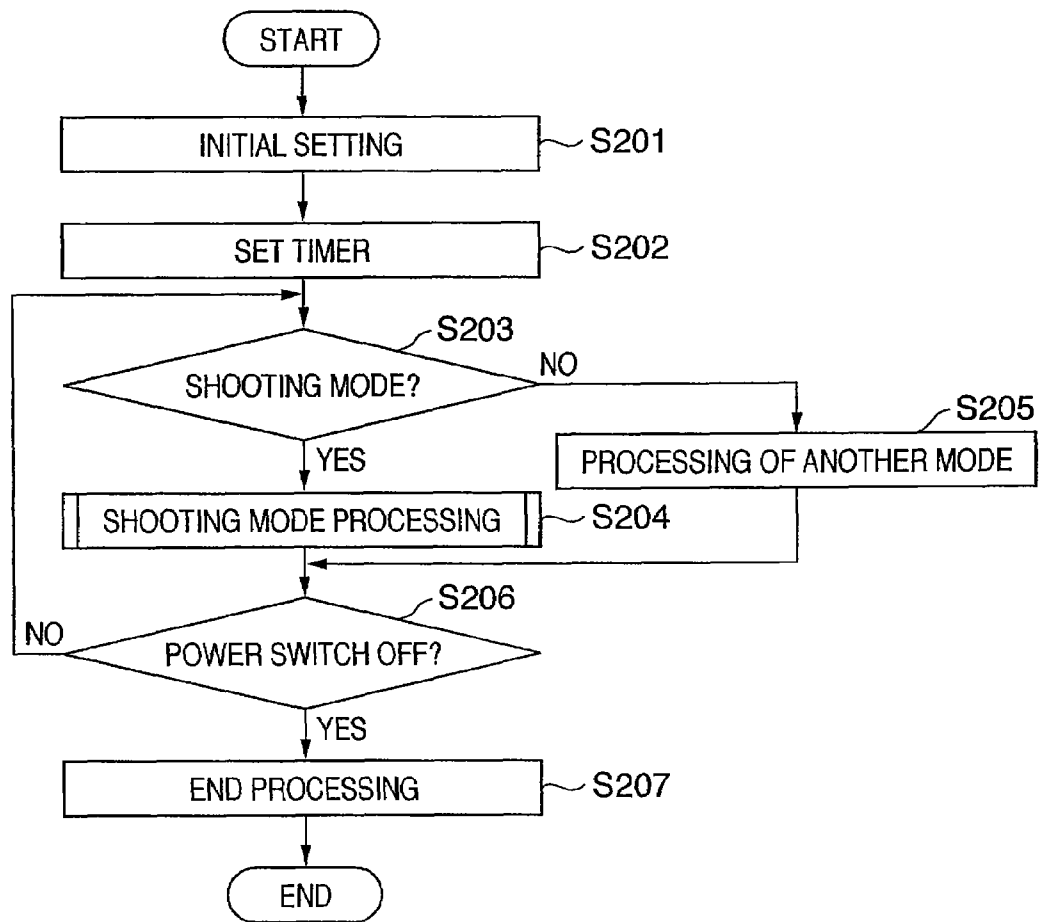 START
INITIAL SETTING
S201
SET TIMER
S202
S203
SHOOTING MODE?
NO
S205
PROCESSING OF ANOTHER MODE
YES
SHOOTING MODE PROCESSING
S204
S206
NO
POWER SWITCH OFF?
YES
END PROCESSING
S207
END